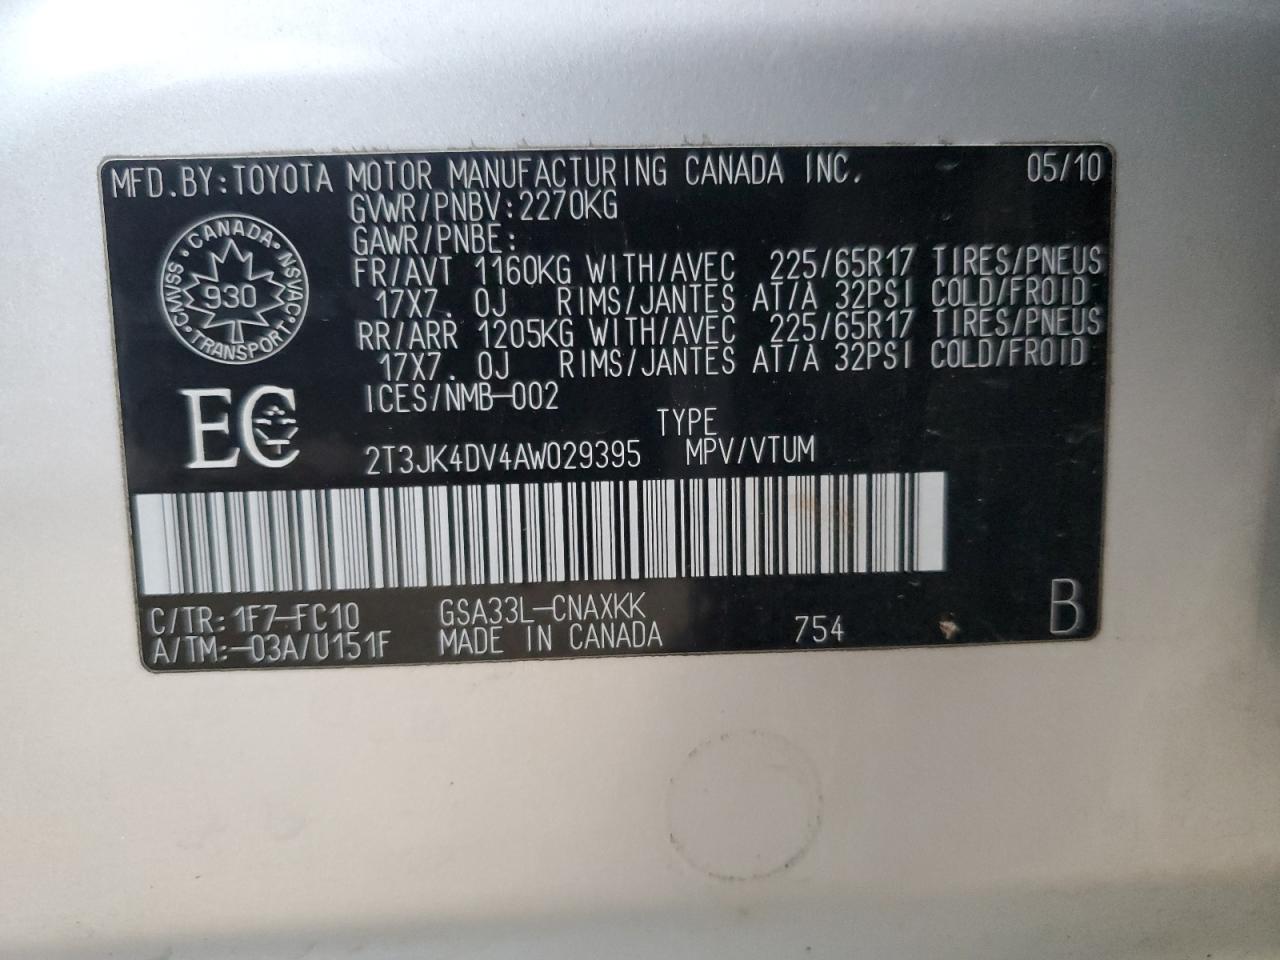 MFD.BY:TOYOTA MOTOR MANUFACTURING CANADA INC. 05/10
GVWR/PNBV:2270KG
GAWR/PNBE:
FR/AVT 1160KG WITH/AVEC 225/65R17 TIRES/PNEUS
17X7.0J RIMS/JANTES AT/A 32PSI COLD/FROID
RR/ARR 1205KG WITH/AVEC 225/65R17 TIRES/PNEUS
17X7.0J RIMS/JANTES AT/A 32PSI COLD/FROID
ICES/NMB-002
CANADA
CMVSS 930 NSVAC
TRANSPORT
EC
TYPE
2T3JK4DV4AW029395 MPV/VTUM
C/TR:1F7-FC10 GSA33L-CNAXKK
A/TM:-03A/U151F MADE IN CANADA 754
B